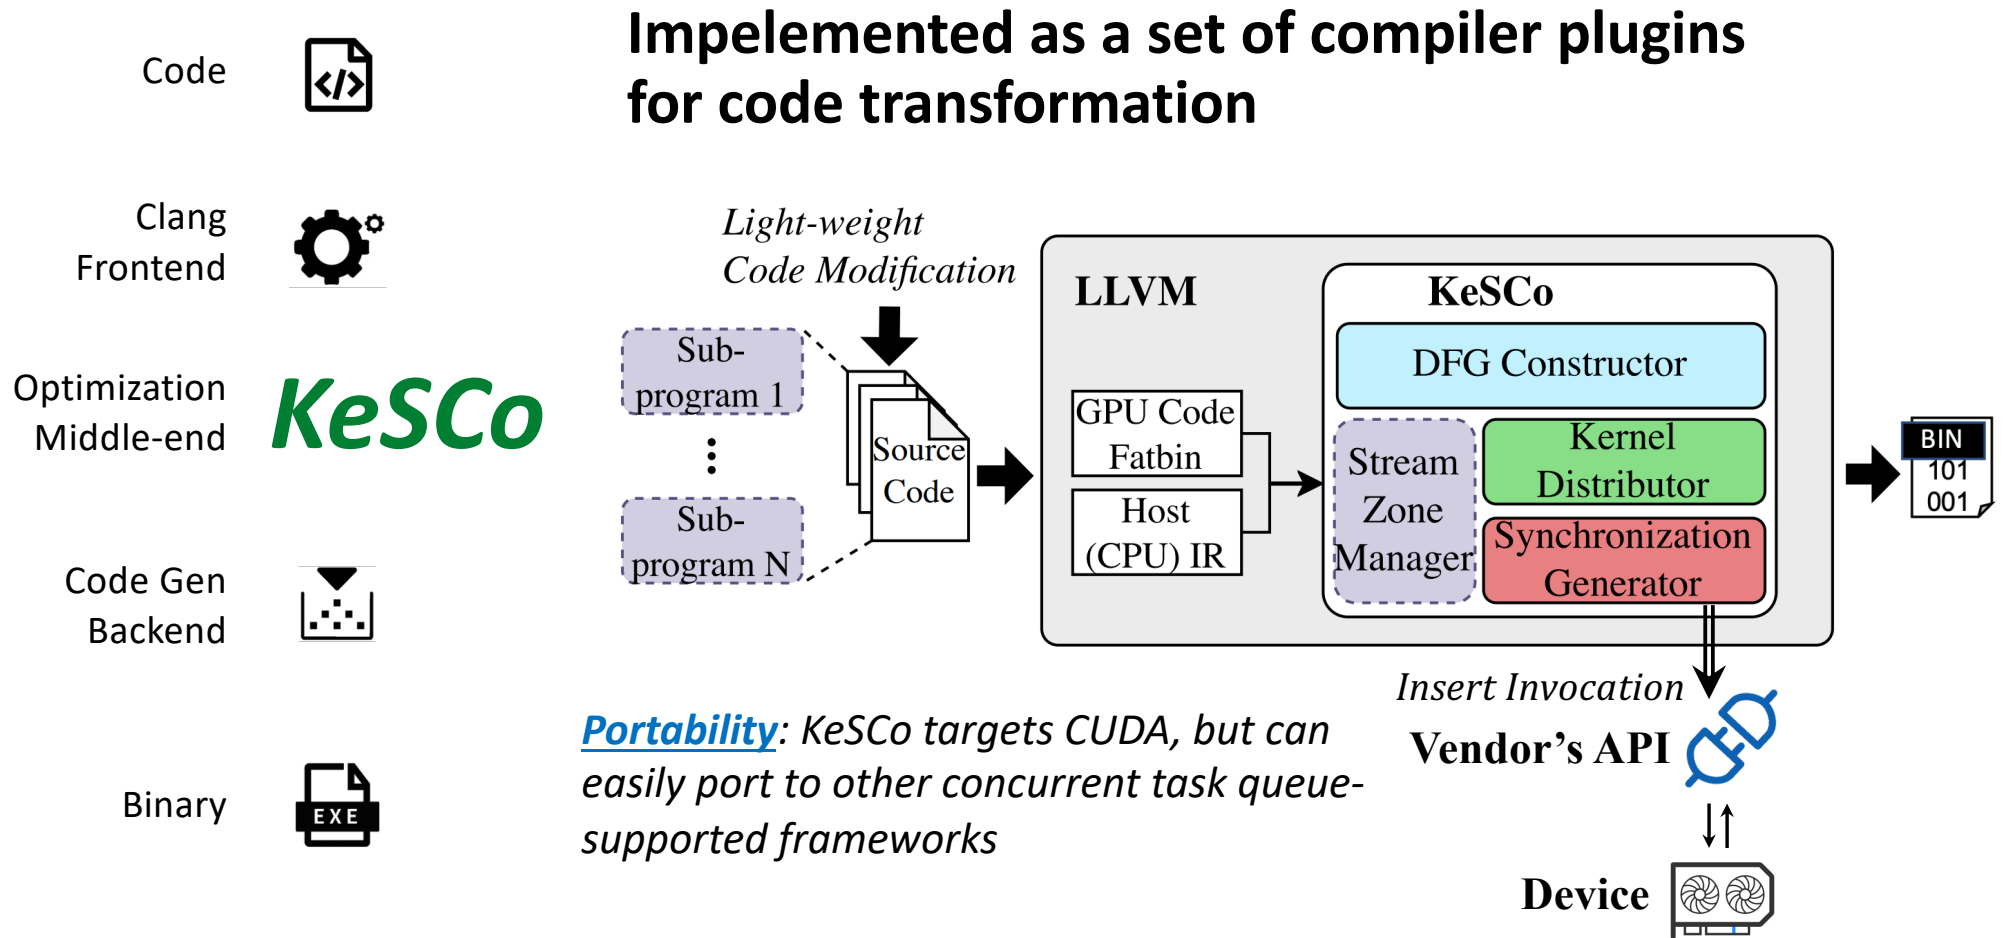 Impelemented as a set of compiler plugins
for code transformation
Code
Clang
Frontend
Optimization
Middle-end
KeSCo
Code Gen
Backend
Binary
EXE
Light-weight
Code Modification
Sub-
program 1
Sub-
program N
Source
Code
LLVM
GPU Code
Fatbin
Host
(CPU) IR
KeSCo
DFG Constructor
Stream
Zone
Manager
Kernel
Distributor
Synchronization
Generator
BIN
101
001
Insert Invocation
Vendor’s API
Device
Portability: KeSCo targets CUDA, but can
easily port to other concurrent task queue-
supported frameworks